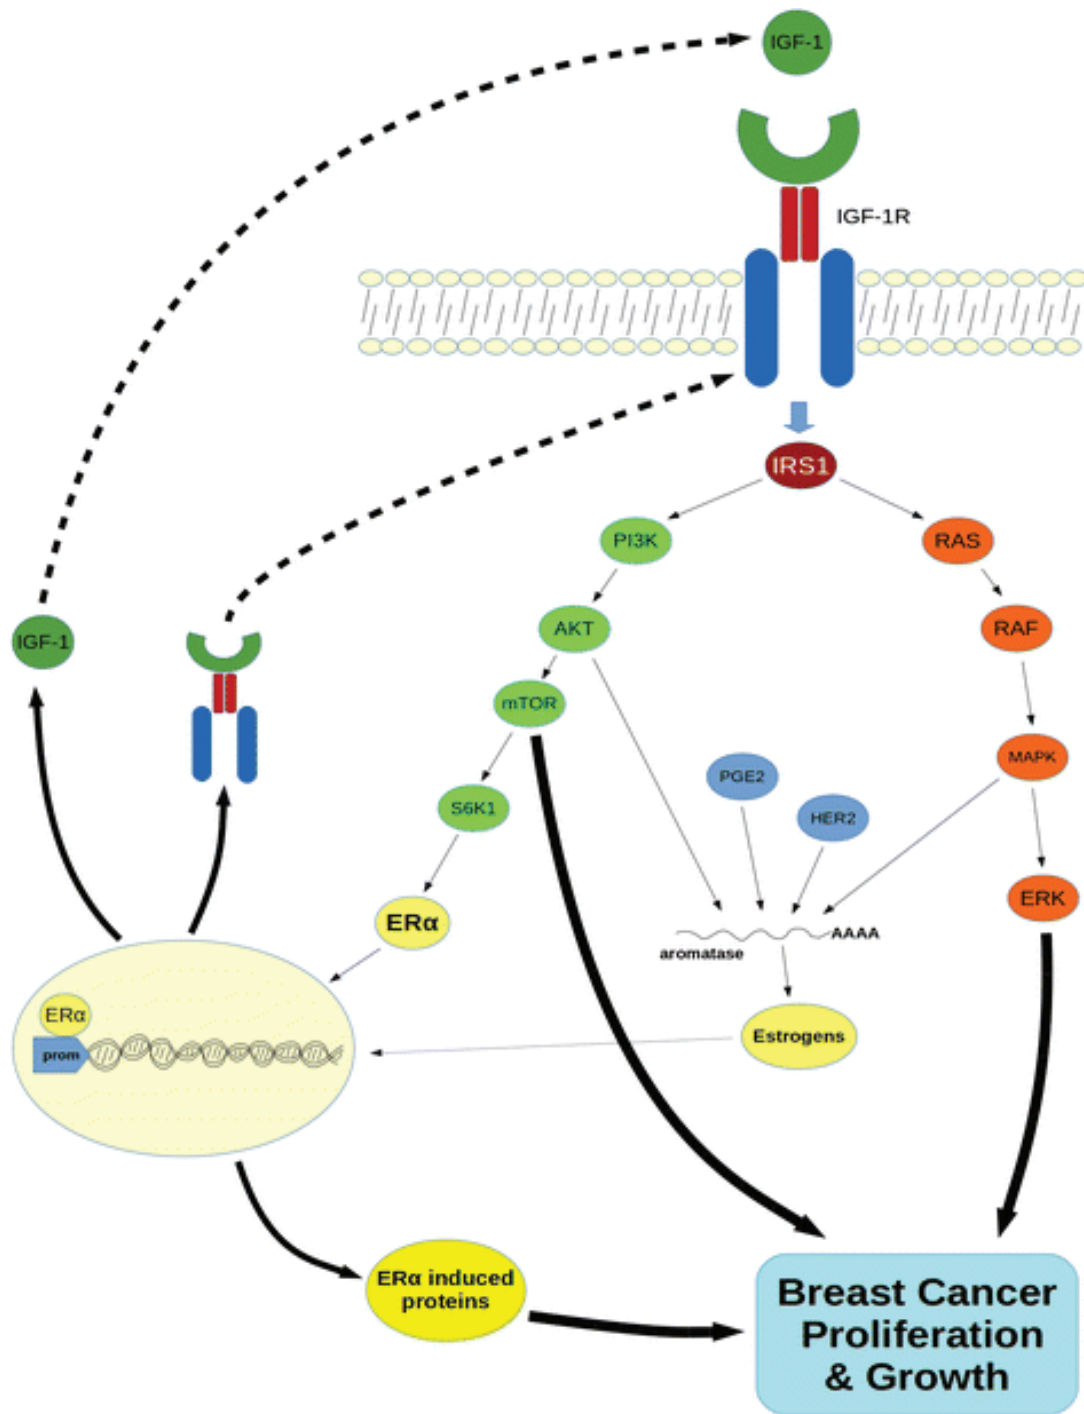 IGF-1
IGF-1R
IRS1
PI3K
RAS
AKT
RAF
IGF-1
mTOR
MAPK
PGE2
S6K1
HER2
ERK
ERα
AAAA
aromatase
ERα
Estrogens
prom
ERα induced
proteins
Breast Cancer
Proliferation
& Growth